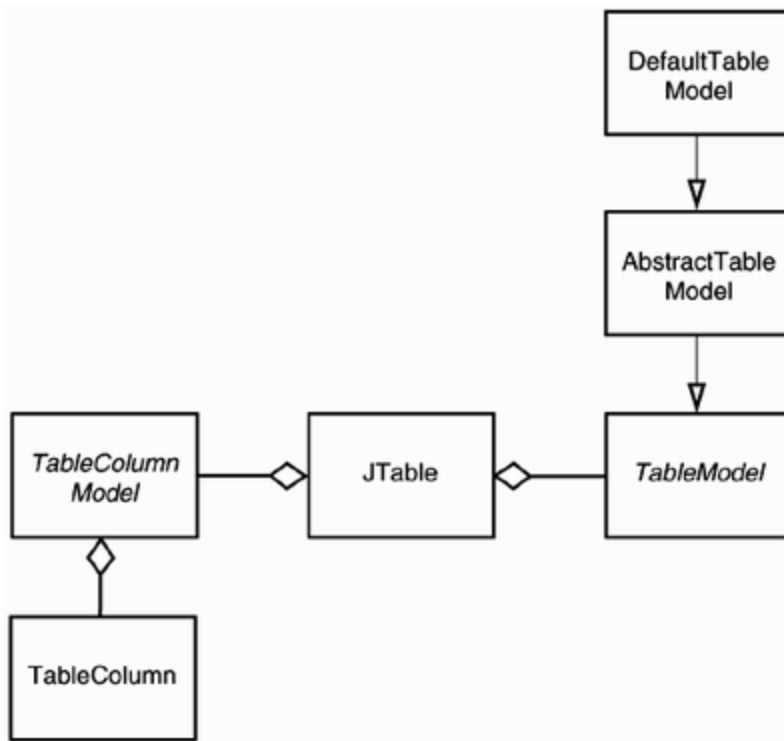 DefaultTable
Model
AbstractTable
Model
TableColumn
Model
JTable
TableModel
TableColumn